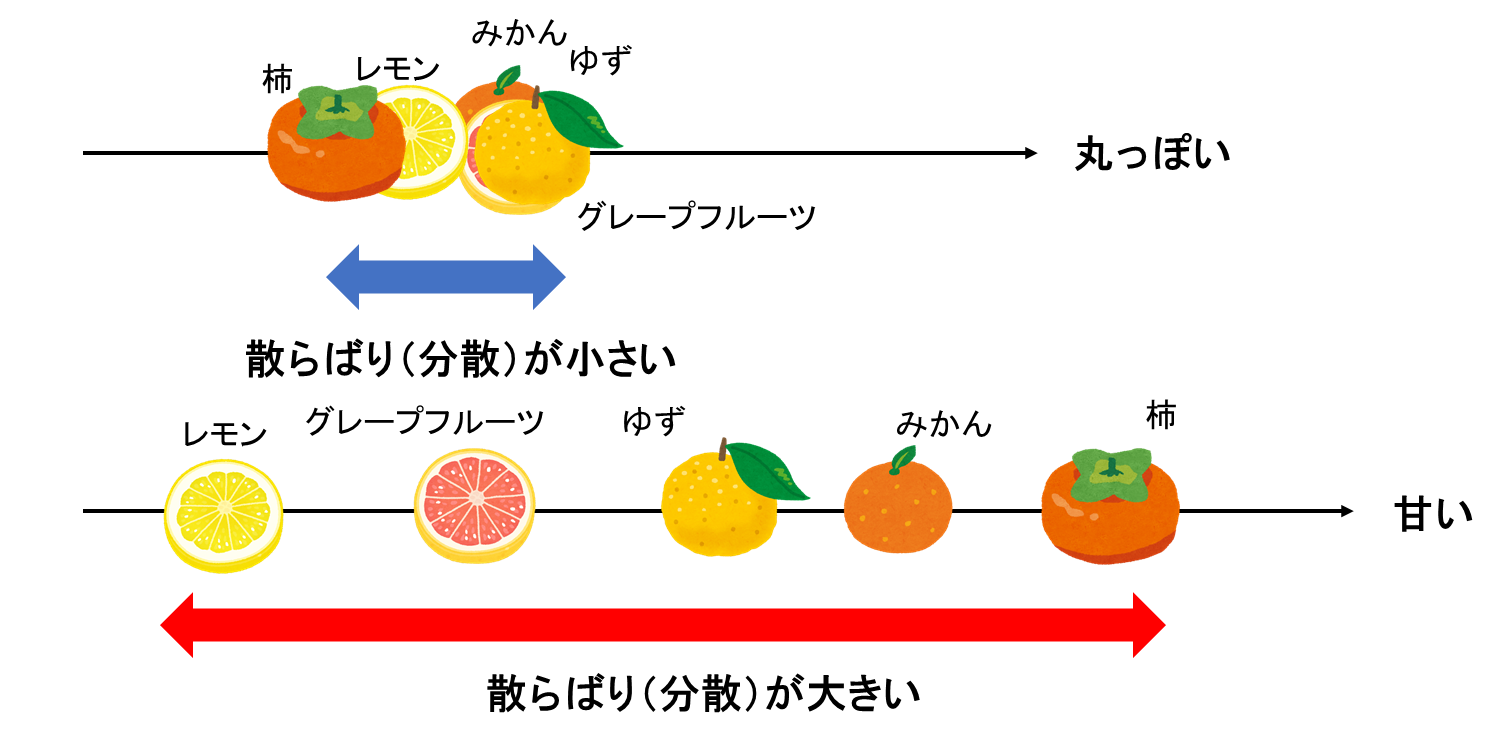 みかん
ゆず
レモン
柿
丸っぽい
グレープフルーツ
散らばり(分散)が小さい
レモン
グレープフルーツ
ゆず
みかん
柿
甘い
散らばり(分散)が大きい